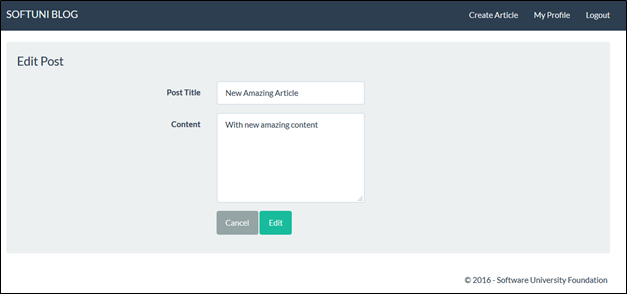 SOFTUNI BLOG Create Article My Profile Logout
Edit Post
Post Title New Amazing Article
Content With new amazing content
Cancel Edit
© 2016 - Software University Foundation